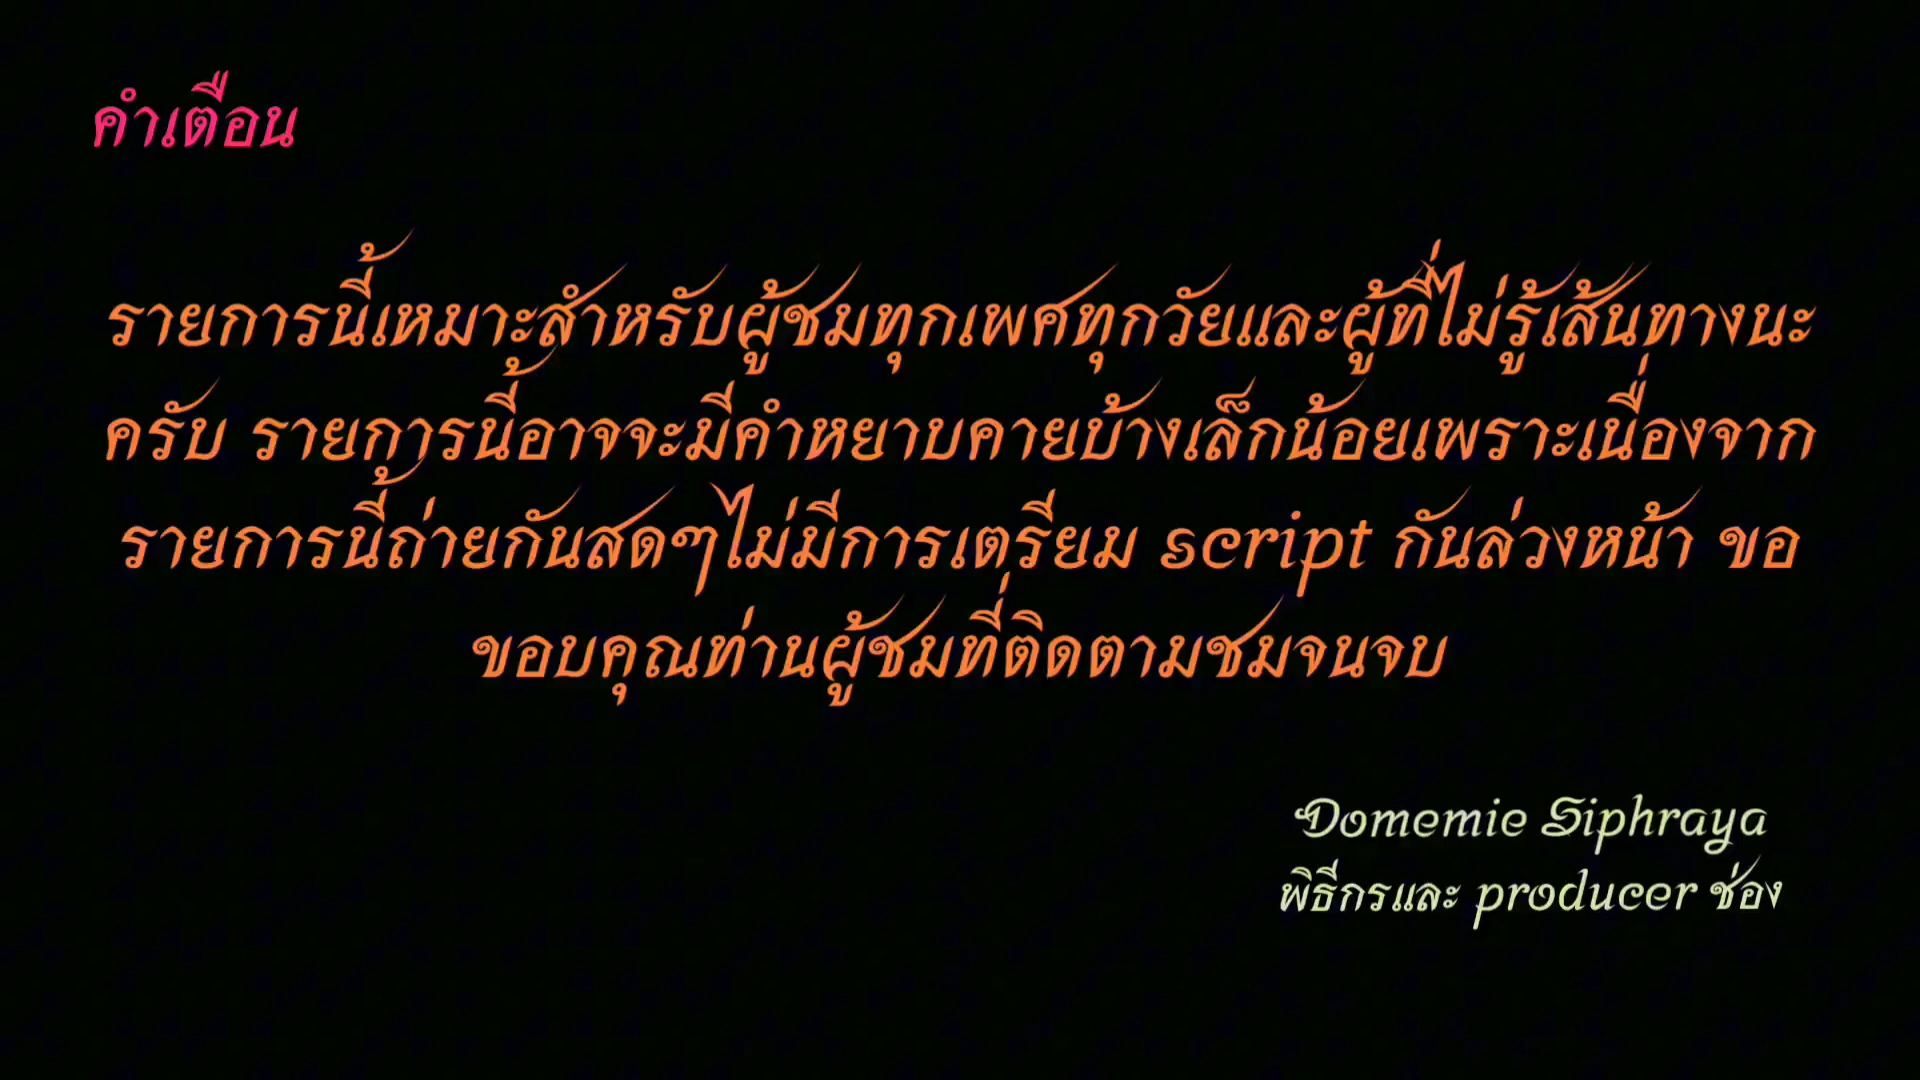 คำเตือน
รายการนี้เหมาะสำหรับผู้ชมทุกเพศทุกวัยและผู้ที่ไม่รู้เส้นทางนะ
ครับ รายการนี้อาจจะมีคำหยาบคายบ้างเล็กน้อยเพราะเนื่องจาก
รายการนี้ถ่ายกันสดๆไม่มีการเตรียม script กันล่วงหน้า ขอ
ขอบคุณท่านผู้ชมที่ติดตามชมจนจบ
Domemie Siphraya
พิธีกรและ producer ช่อง